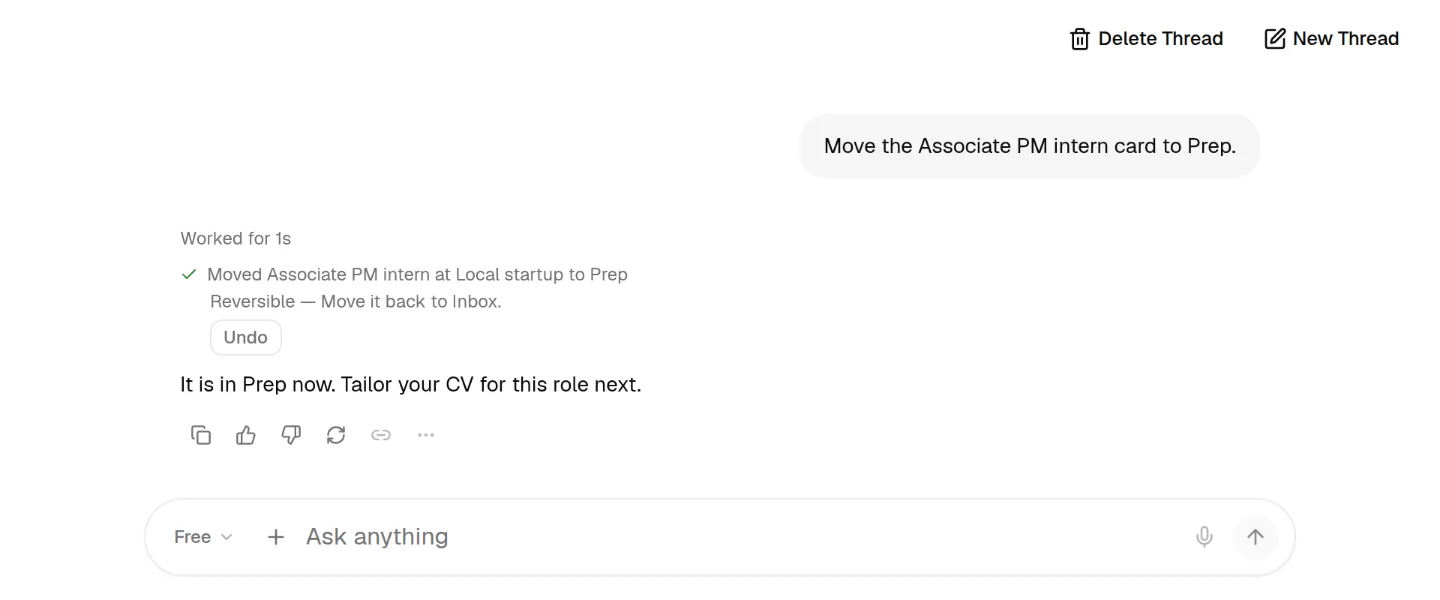 Delete Thread
New Thread
Move the Associate PM intern card to Prep.
Worked for 1s
Moved Associate PM intern at Local startup to Prep
Reversible — Move it back to Inbox.
Undo
It is in Prep now. Tailor your CV for this role next.
Free
Ask anything